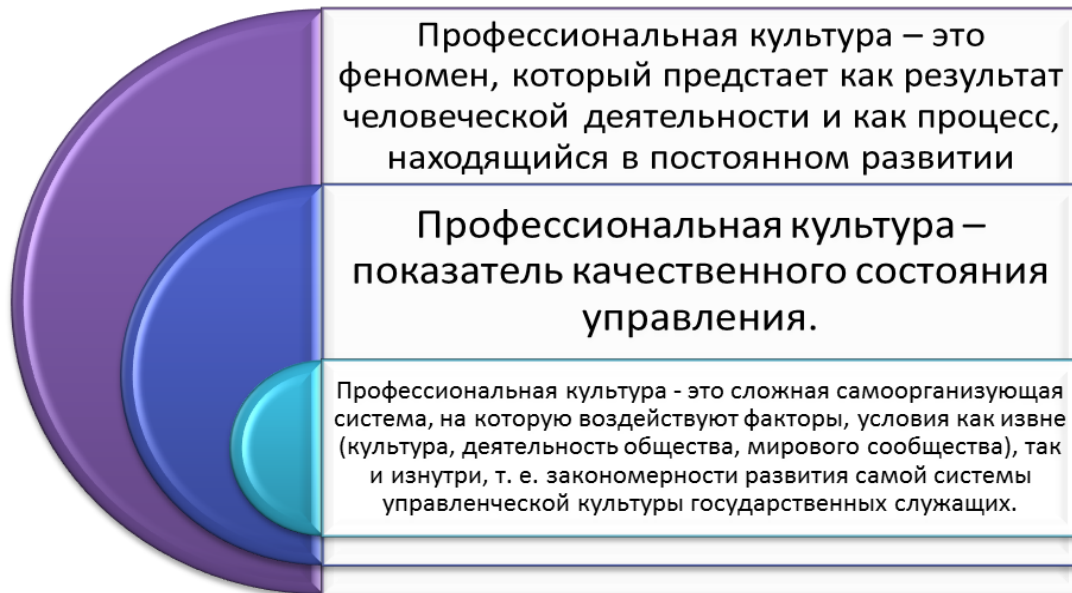 Профессиональная культура – это
феномен, который предстает как результат
человеческой деятельности и как процесс,
находящийся в постоянном развитии
Профессиональная культура –
показатель качественного состояния
управления.
Профессиональная культура - это сложная самоорганизующая
система, на которую воздействуют факторы, условия как извне
(культура, деятельность общества, мирового сообщества), так
и изнутри, т. е. закономерности развития самой системы
управленческой культуры государственных служащих.